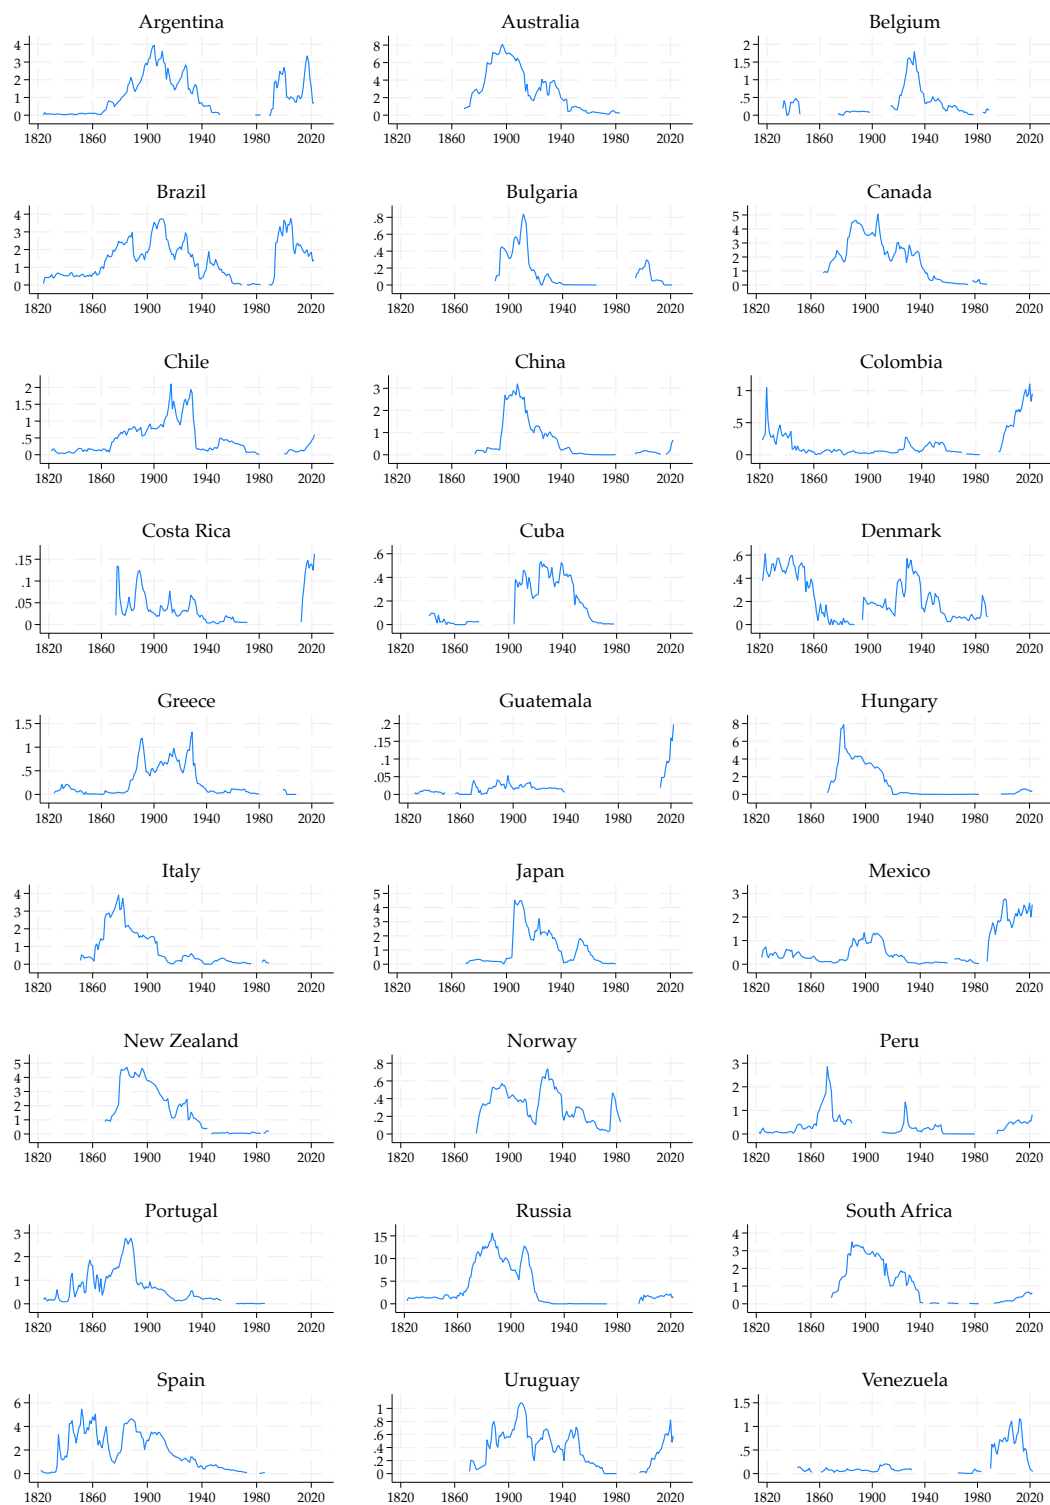 Argentina Australia Belgium
4 8 2
3 6 1.5
2 4 1
1 2 .5
0 0 0
1820 1860 1900 1940 1980 2020 1820 1860 1900 1940 1980 2020 1820 1860 1900 1940 1980 2020
Brazil Bulgaria Canada
4 .8 5
3 .6 4
2 .4 3
1 .2 2
0 0 1
0
1820 1860 1900 1940 1980 2020 1820 1860 1900 1940 1980 2020 1820 1860 1900 1940 1980 2020
Chile China Colombia
2 3 1
1.5 2 .5
1 1 0
.5 0
0
1820 1860 1900 1940 1980 2020 1820 1860 1900 1940 1980 2020 1820 1860 1900 1940 1980 2020
Costa Rica Cuba Denmark
.15 .6 .6
.1 .4 .4
.05 .2 .2
0 0 0
1820 1860 1900 1940 1980 2020 1820 1860 1900 1940 1980 2020 1820 1860 1900 1940 1980 2020
Greece Guatemala Hungary
1.5 .2 8
1 .15 6
.5 .1 4
0 .05 2
0 0
1820 1860 1900 1940 1980 2020 1820 1860 1900 1940 1980 2020 1820 1860 1900 1940 1980 2020
Italy Japan Mexico
4 5 3
3 4 2
2 3 1
1 2 0
0 1
0
1820 1860 1900 1940 1980 2020 1820 1860 1900 1940 1980 2020 1820 1860 1900 1940 1980 2020
New Zealand Norway Peru
5 .8 3
4 .6 2
3 .4 1
2 .2 0
1 0
0
1820 1860 1900 1940 1980 2020 1820 1860 1900 1940 1980 2020 1820 1860 1900 1940 1980 2020
Portugal Russia South Africa
3 15 4
2 10 3
1 5 2
0 0 1
0
1820 1860 1900 1940 1980 2020 1820 1860 1900 1940 1980 2020 1820 1860 1900 1940 1980 2020
Spain Uruguay Venezuela
6 1 1.5
4 .8 1
2 .6 .5
0 .4 0
.2
0
1820 1860 1900 1940 1980 2020 1820 1860 1900 1940 1980 2020 1820 1860 1900 1940 1980 2020